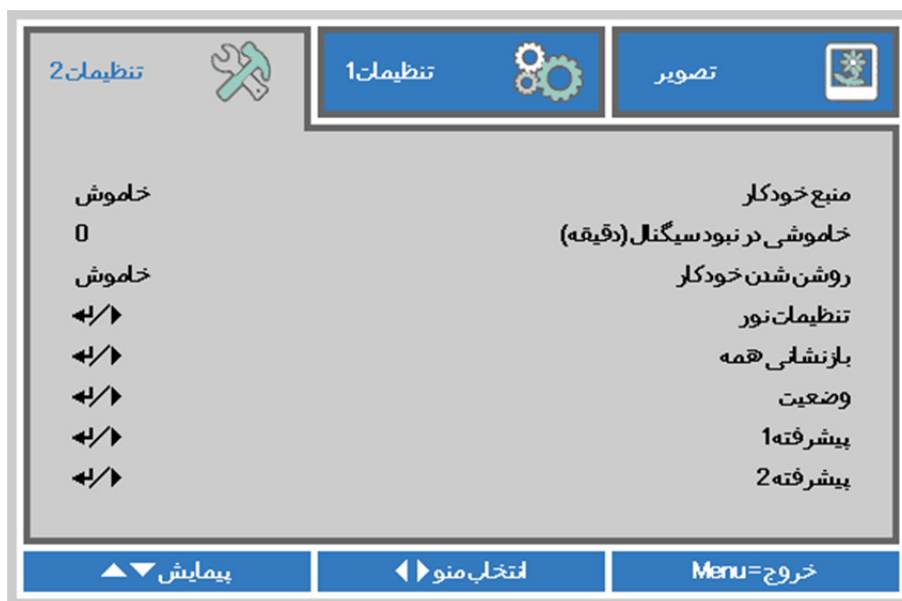 تصویر
تنظیمات1
تنظیمات2
منبع خودکار خاموش
خاموشی در نبود سیگنال (دقیقه) 0
روشن شدن خودکار خاموش
تنظیمات نور
بازنشانی همه
وضعیت
پیشرفته1
پیشرفته2
خروج=Menu
انتخاب منو
پیمایش